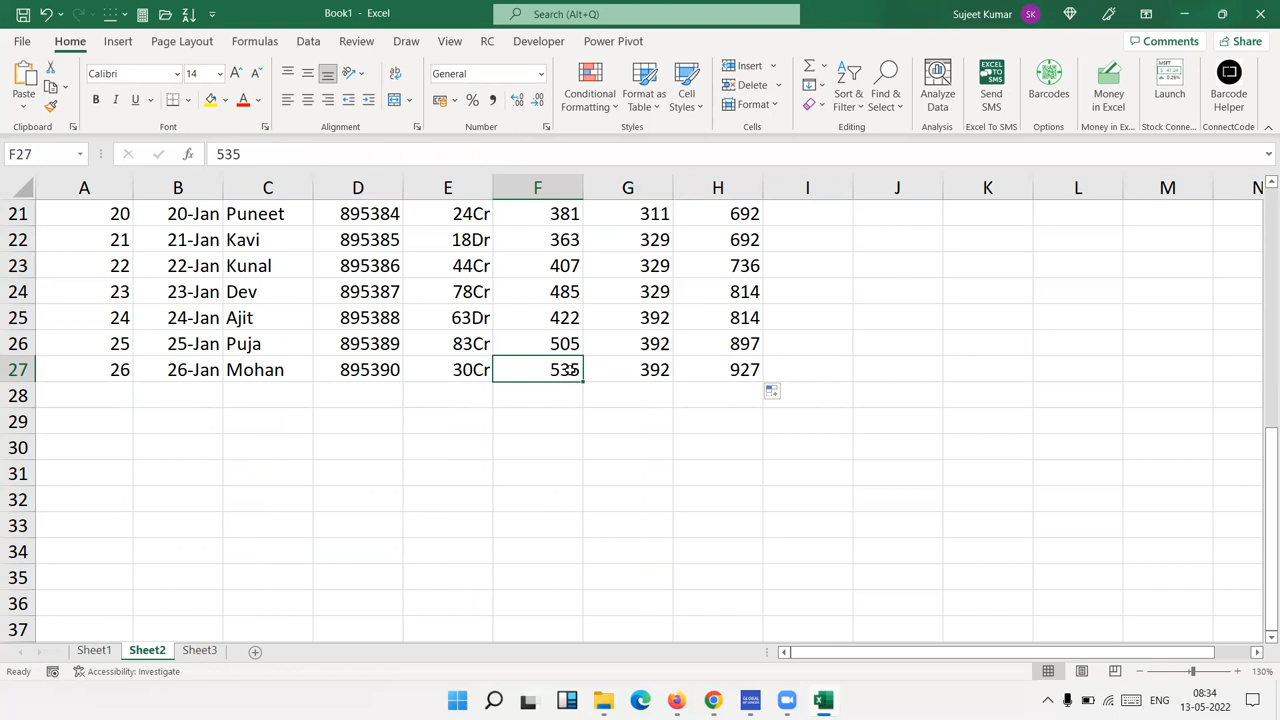 Book1 - Excel
Search (Alt+Q)
Sujeet Kumar
SK
File Home Insert Page Layout Formulas Data Review Draw View RC Developer Power Pivot
Comments Share
Paste
Calibri 14
B I U
General
Conditional Formatting
Format as Table
Cell Styles
Insert
Delete
Format
Sort & Filter
Find & Select
Analyze Data
Send SMS
Barcodes
Money in Excel
Launch
Barcode Helper
Clipboard Font Alignment Number Styles Cells Editing Analysis Excel To SMS Options Money in Ex... Stock Connec... ConnectCode
F27 fx 535
A B C D E F G H I J K L M N
21 20 20-Jan Puneet 895384 24Cr 381 311 692
22 21 21-Jan Kavi 895385 18Dr 363 329 692
23 22 22-Jan Kunal 895386 44Cr 407 329 736
24 23 23-Jan Dev 895387 78Cr 485 329 814
25 24 24-Jan Ajit 895388 63Dr 422 392 814
26 25 25-Jan Puja 895389 83Cr 505 392 897
27 26 26-Jan Mohan 895390 30Cr 535 392 927
28
29
30
31
32
33
34
35
36
37
Sheet1 Sheet2 Sheet3
Ready Accessibility: Investigate 130%
ENG
08:34
13-05-2022